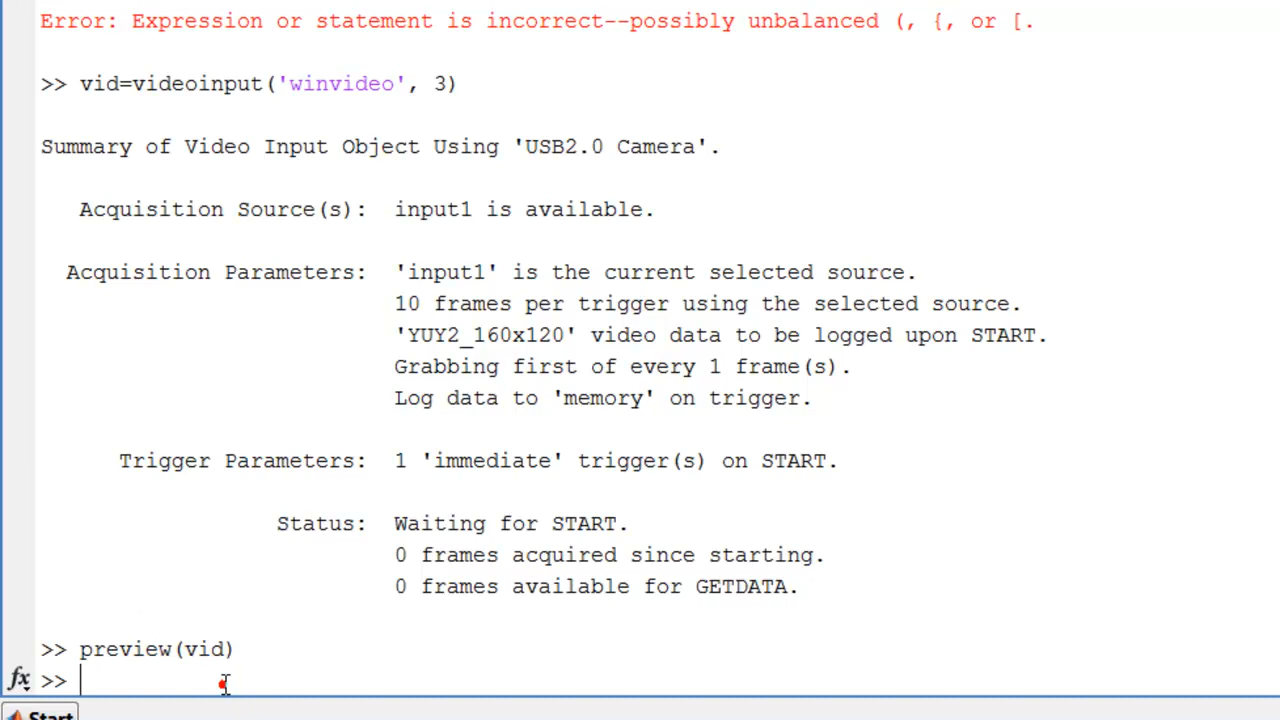 Error: Expression or statement is incorrect--possibly unbalanced (, {, or [.
>> vid=videoinput('winvideo', 3)
Summary of Video Input Object Using 'USB2.0 Camera'.
Acquisition Source(s): input1 is available.
Acquisition Parameters: 'input1' is the current selected source.
10 frames per trigger using the selected source.
'YUY2_160x120' video data to be logged upon START.
Grabbing first of every 1 frame(s).
Log data to 'memory' on trigger.
Trigger Parameters: 1 'immediate' trigger(s) on START.
Status: Waiting for START.
0 frames acquired since starting.
0 frames available for GETDATA.
>> preview(vid)
fx >>
Start